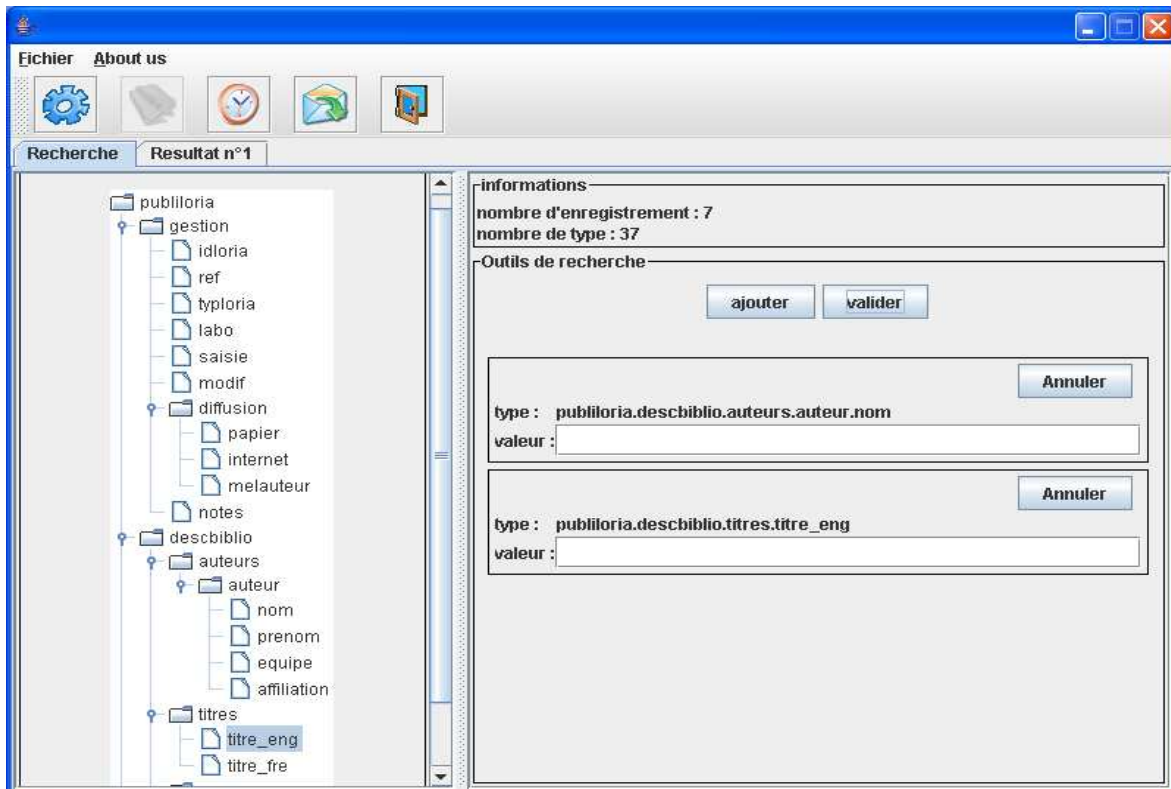 Fichier About us
Recherche Resultat n°1
publiloria
gestion
idloria
ref
typloria
labo
saisie
modif
diffusion
papier
internet
melauteur
notes
descbiblio
auteurs
auteur
nom
prenom
equipe
affiliation
titres
titre_eng
titre_fre
informations
nombre d'enregistrement : 7
nombre de type : 37
Outils de recherche
ajouter valider
Annuler
type : publiloria.descbiblio.auteurs.auteur.nom
valeur :
Annuler
type : publiloria.descbiblio.titres.titre_eng
valeur :